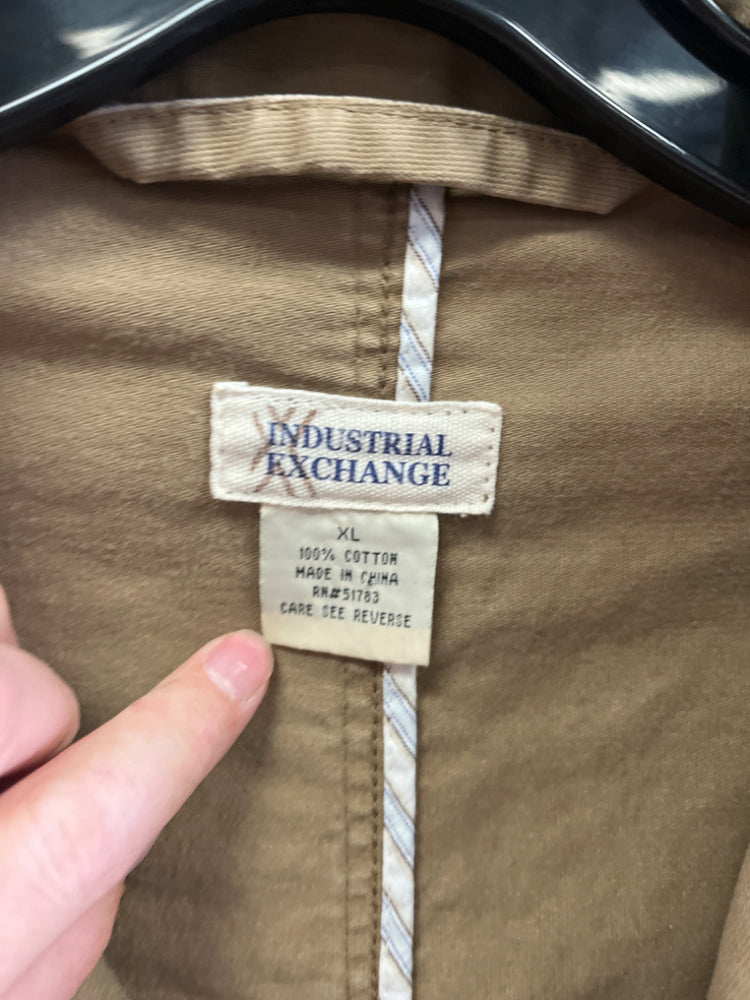 INDUSTRIAL
EXCHANGE
XL
100% COTTON
MADE IN CHINA
RN#51783
CARE SEE REVERSE